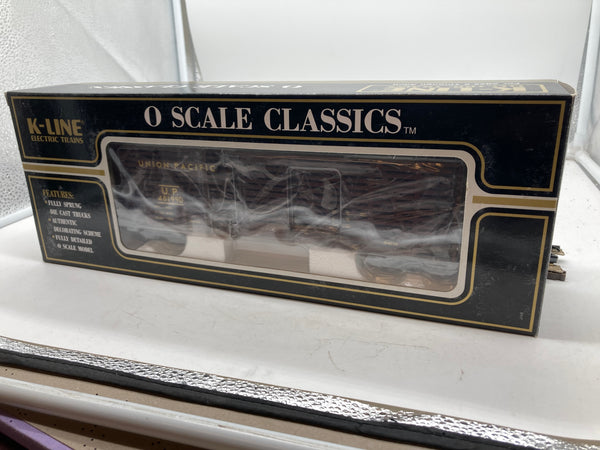 K-LINE
ELECTRIC TRAINS
O SCALE CLASSICS™
FEATURES:
• FULLY SPRUNG
DIE CAST TRUCKS
• AUTHENTIC
DECORATING SCHEME
• FULLY DETAILED
O SCALE MODEL
UNION PACIFIC
U.P.
K-LINE